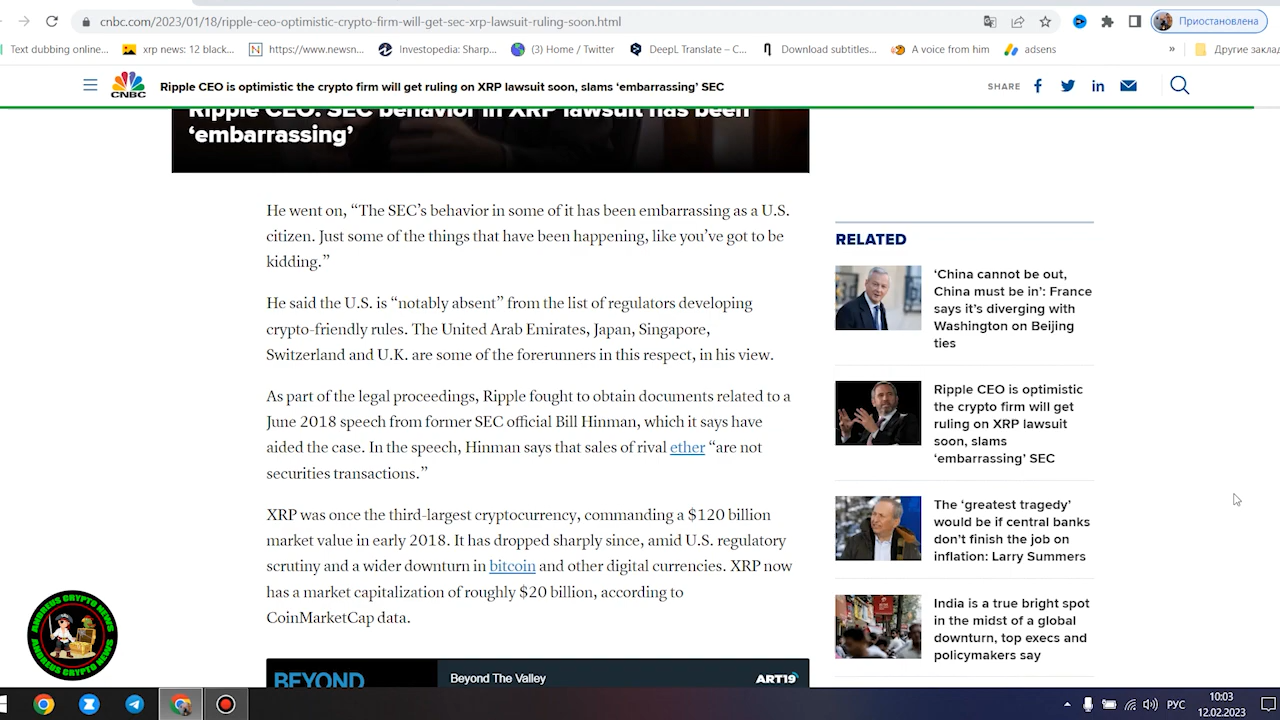 cnbc.com/2023/01/18/ripple-ceo-optimistic-crypto-firm-will-get-sec-xrp-lawsuit-ruling-soon.html
Приостановлена
Text dubbing online...
xrp news: 12 black...
https://www.newsn...
Investopedia: Sharp...
(3) Home / Twitter
DeepL Translate – C...
Download subtitles...
A voice from him
adsens
»
Другие заклад
CNBC
Ripple CEO is optimistic the crypto firm will get ruling on XRP lawsuit soon, slams ‘embarrassing’ SEC
SHARE
Ripple CEO: SEC behavior in XRP lawsuit has been
‘embarrassing’
He went on, “The SEC’s behavior in some of it has been embarrassing as a U.S.
citizen. Just some of the things that have been happening, like you’ve got to be
kidding.”
He said the U.S. is “notably absent” from the list of regulators developing
crypto-friendly rules. The United Arab Emirates, Japan, Singapore,
Switzerland and U.K. are some of the forerunners in this respect, in his view.
As part of the legal proceedings, Ripple fought to obtain documents related to a
June 2018 speech from former SEC official Bill Hinman, which it says have
aided the case. In the speech, Hinman says that sales of rival ether “are not
securities transactions.”
XRP was once the third-largest cryptocurrency, commanding a $120 billion
market value in early 2018. It has dropped sharply since, amid U.S. regulatory
scrutiny and a wider downturn in bitcoin and other digital currencies. XRP now
has a market capitalization of roughly $20 billion, according to
CoinMarketCap data.
BEYOND
Beyond The Valley
ART19
RELATED
‘China cannot be out,
China must be in’: France
says it’s diverging with
Washington on Beijing
ties
Ripple CEO is optimistic
the crypto firm will get
ruling on XRP lawsuit
soon, slams
‘embarrassing’ SEC
The ‘greatest tragedy’
would be if central banks
don’t finish the job on
inflation: Larry Summers
India is a true bright spot
in the midst of a global
downturn, top execs and
policymakers say
ANDREUS CRYPTO NEWS
ANDREUS CRYPTO NEWS
РУС
10:03
12.02.2023